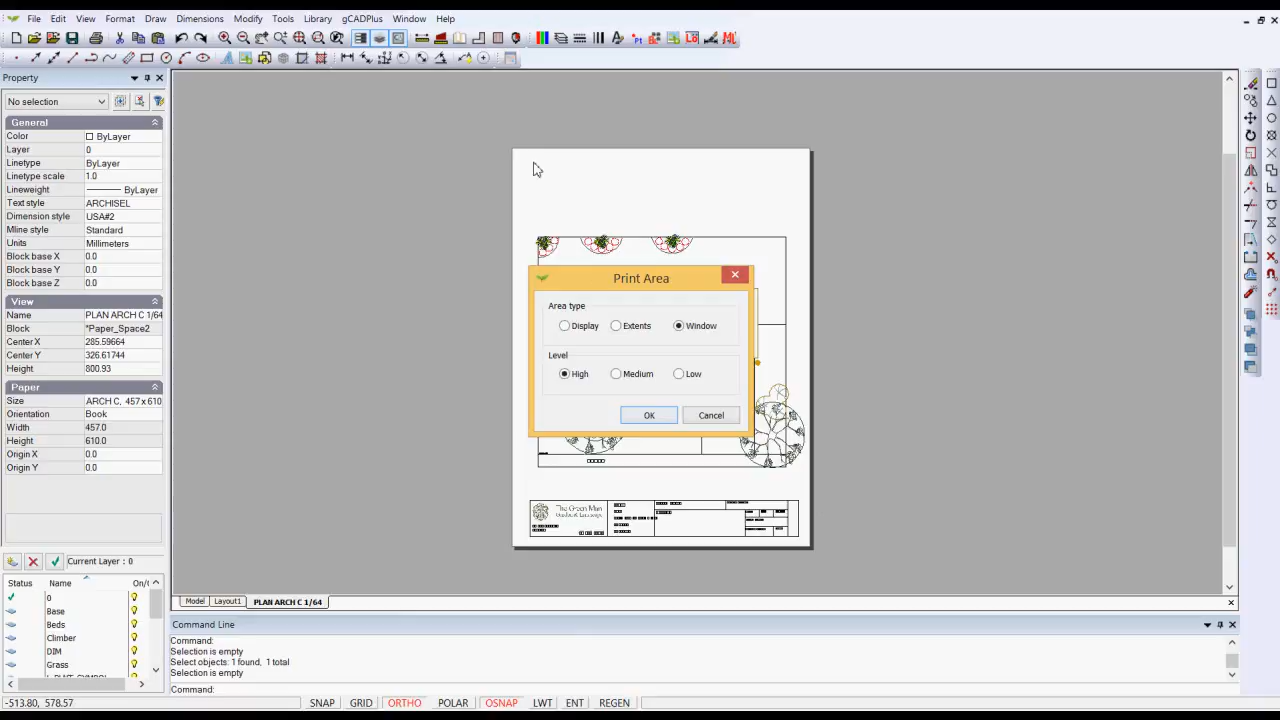 File Edit View Insert Format Draw Dimensions Modify Tools Library gCADPlus Window Help
Property
No selection
General
Color ByLayer
Layer 0
Linetype ByLayer
Linetype scale 1.0
Lineweight ByLayer
Text style ARCHISEL
Dimension style USA#2
Mline style Standard
Units Millimeters
Block base X 0.0
Block base Y 0.0
Block base Z 0.0
View
Name PLAN ARCH C 1/64
Block *Paper_Space2
Center X 285.59664
Center Y 326.61744
Height 800.93
Paper
Size ARCH C, 457 x 610
Orientation Book
Width 457.0
Height 610.0
Origin X 0.0
Origin Y 0.0
Current Layer : 0
Status Name On/(
0
Base
Beds
Climber
DIM
Grass
Print Area
Area type
Display Extents Window
Level
High Medium Low
OK Cancel
The Green Man
Model Layout1 PLAN ARCH C 1/64
Command Line
Command:
Selection is empty
Select objects: 1 found, 1 total
Selection is empty
Command:
-513.80, 578.57 SNAP GRID ORTHO POLAR OSNAP LWT ENT REGEN